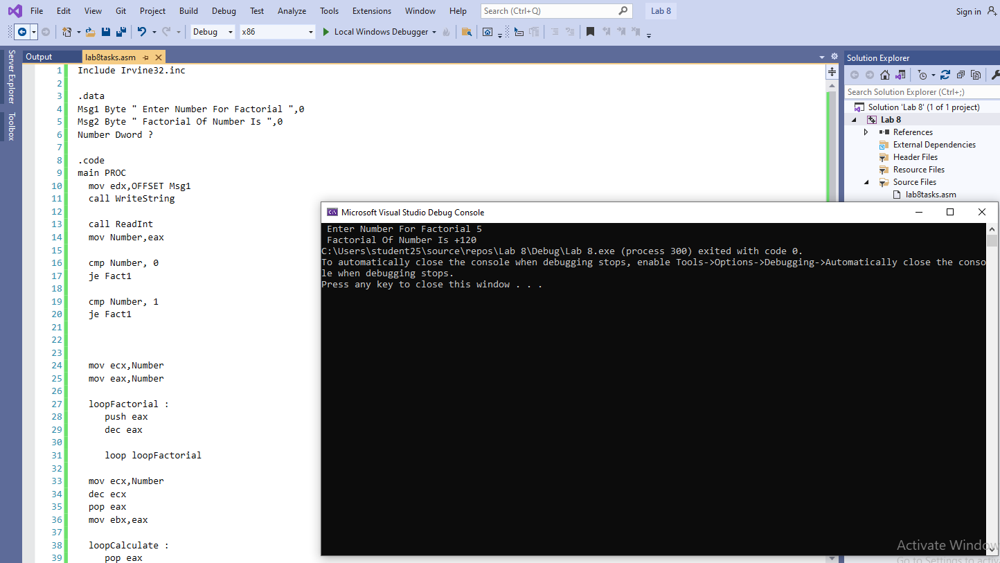 File Edit View Git Project Build Debug Test Analyze Tools Extensions Window Help Search (Ctrl+Q) Lab 8 Sign in
Debug x86 Local Windows Debugger
Server Explorer
Toolbox
Output lab8tasks.asm
1 Include Irvine32.inc
2
3 .data
4 Msg1 Byte " Enter Number For Factorial ",0
5 Msg2 Byte " Factorial Of Number Is ",0
6 Number Dword ?
7
8 .code
9 main PROC
10 mov edx,OFFSET Msg1
11 call WriteString
12
13 call ReadInt
14 mov Number,eax
15
16 cmp Number, 0
17 je Fact1
18
19 cmp Number, 1
20 je Fact1
21
22
23
24 mov ecx,Number
25 mov eax,Number
26
27 loopFactorial :
28 push eax
29 dec eax
30
31 loop loopFactorial
32
33 mov ecx,Number
34 dec ecx
35 pop eax
36 mov ebx,eax
37
38 loopCalculate :
39 pop eax
Solution Explorer
Search Solution Explorer (Ctrl+;)
Solution 'Lab 8' (1 of 1 project)
Lab 8
References
External Dependencies
Header Files
Resource Files
Source Files
lab8tasks.asm
Microsoft Visual Studio Debug Console
Enter Number For Factorial 5
Factorial Of Number Is +120
C:\Users\student25\source\repos\Lab 8\Debug\Lab 8.exe (process 300) exited with code 0.
To automatically close the console when debugging stops, enable Tools->Options->Debugging->Automatically close the conso
le when debugging stops.
Press any key to close this window . . .
Activate Window
Go to Settings to activ